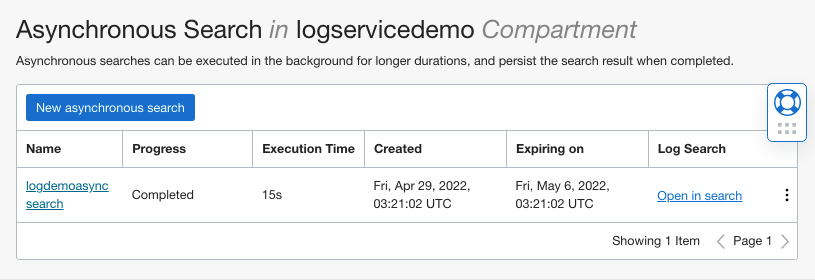 Asynchronous Search in logservicedemo Compartment
Asynchronous searches can be executed in the background for longer durations, and persist the search result when completed.
New asynchronous search
Name Progress Execution Time Created Expiring on Log Search
logdemoasync
search
Completed
15s
Fri, Apr 29, 2022,
03:21:02 UTC
Fri, May 6, 2022,
03:21:02 UTC
Open in search
Showing 1 Item
Page 1